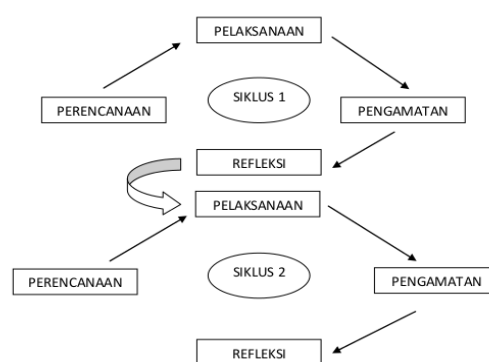 PELAKSANAAN
SIKLUS 1
PERENCANAAN
PENGAMATAN
REFLEKSI
PELAKSANAAN
SIKLUS 2
PERENCANAAN
PENGAMATAN
REFLEKSI